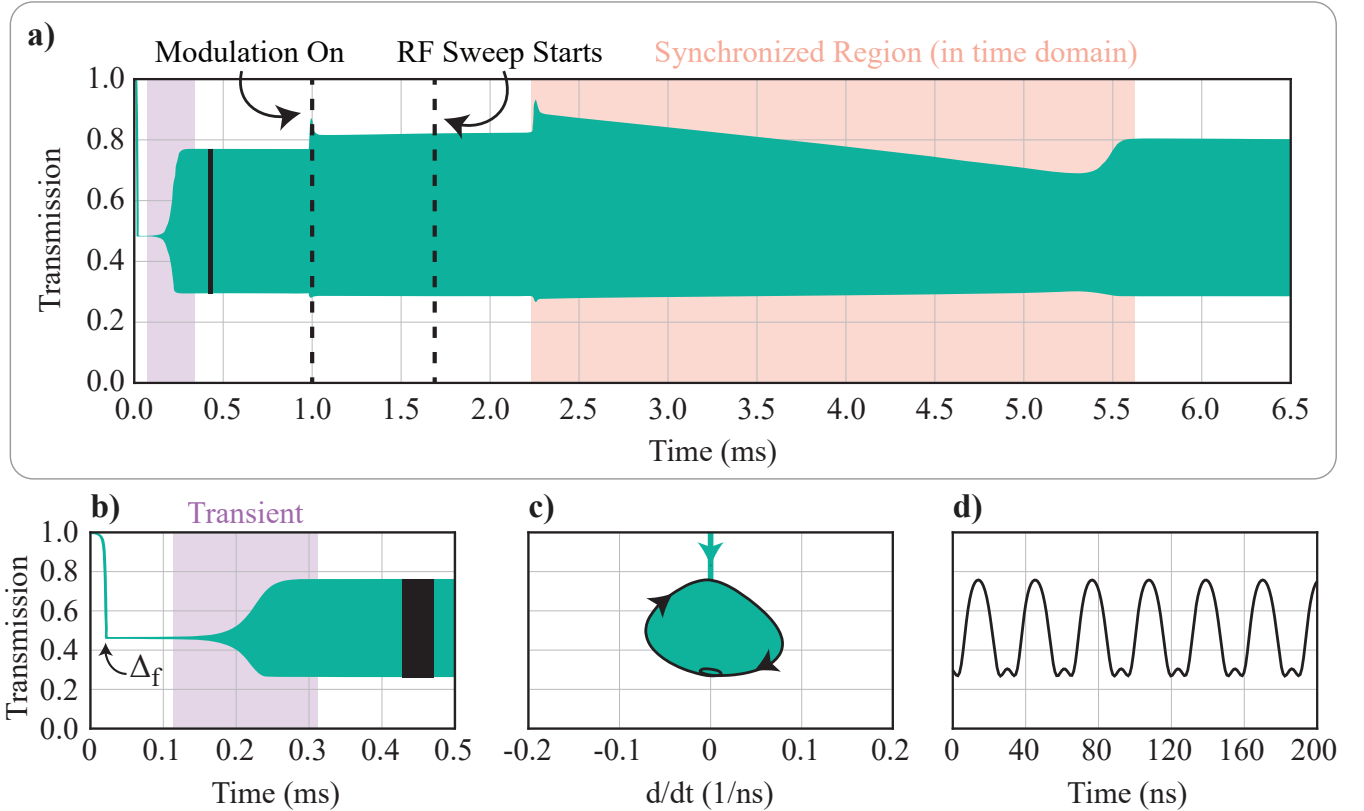 a)
Modulation On
RF Sweep Starts
Synchronized Region (in time domain)
Transmission
1.0
0.8
0.6
0.4
0.2
0.0
0.0 0.5 1.0 1.5 2.0 2.5 3.0 3.5 4.0 4.5 5.0 5.5 6.0 6.5
Time (ms)
b)
Transient
Transmission
1.0
0.8
0.4
0.2
0.0
Δf
0 0.1 0.2 0.3 0.4 0.5
Time (ms)
c)
-0.2 -0.1 0 0.1 0.2
d/dt (1/ns)
d)
0 40 80 120 160 200
Time (ns)